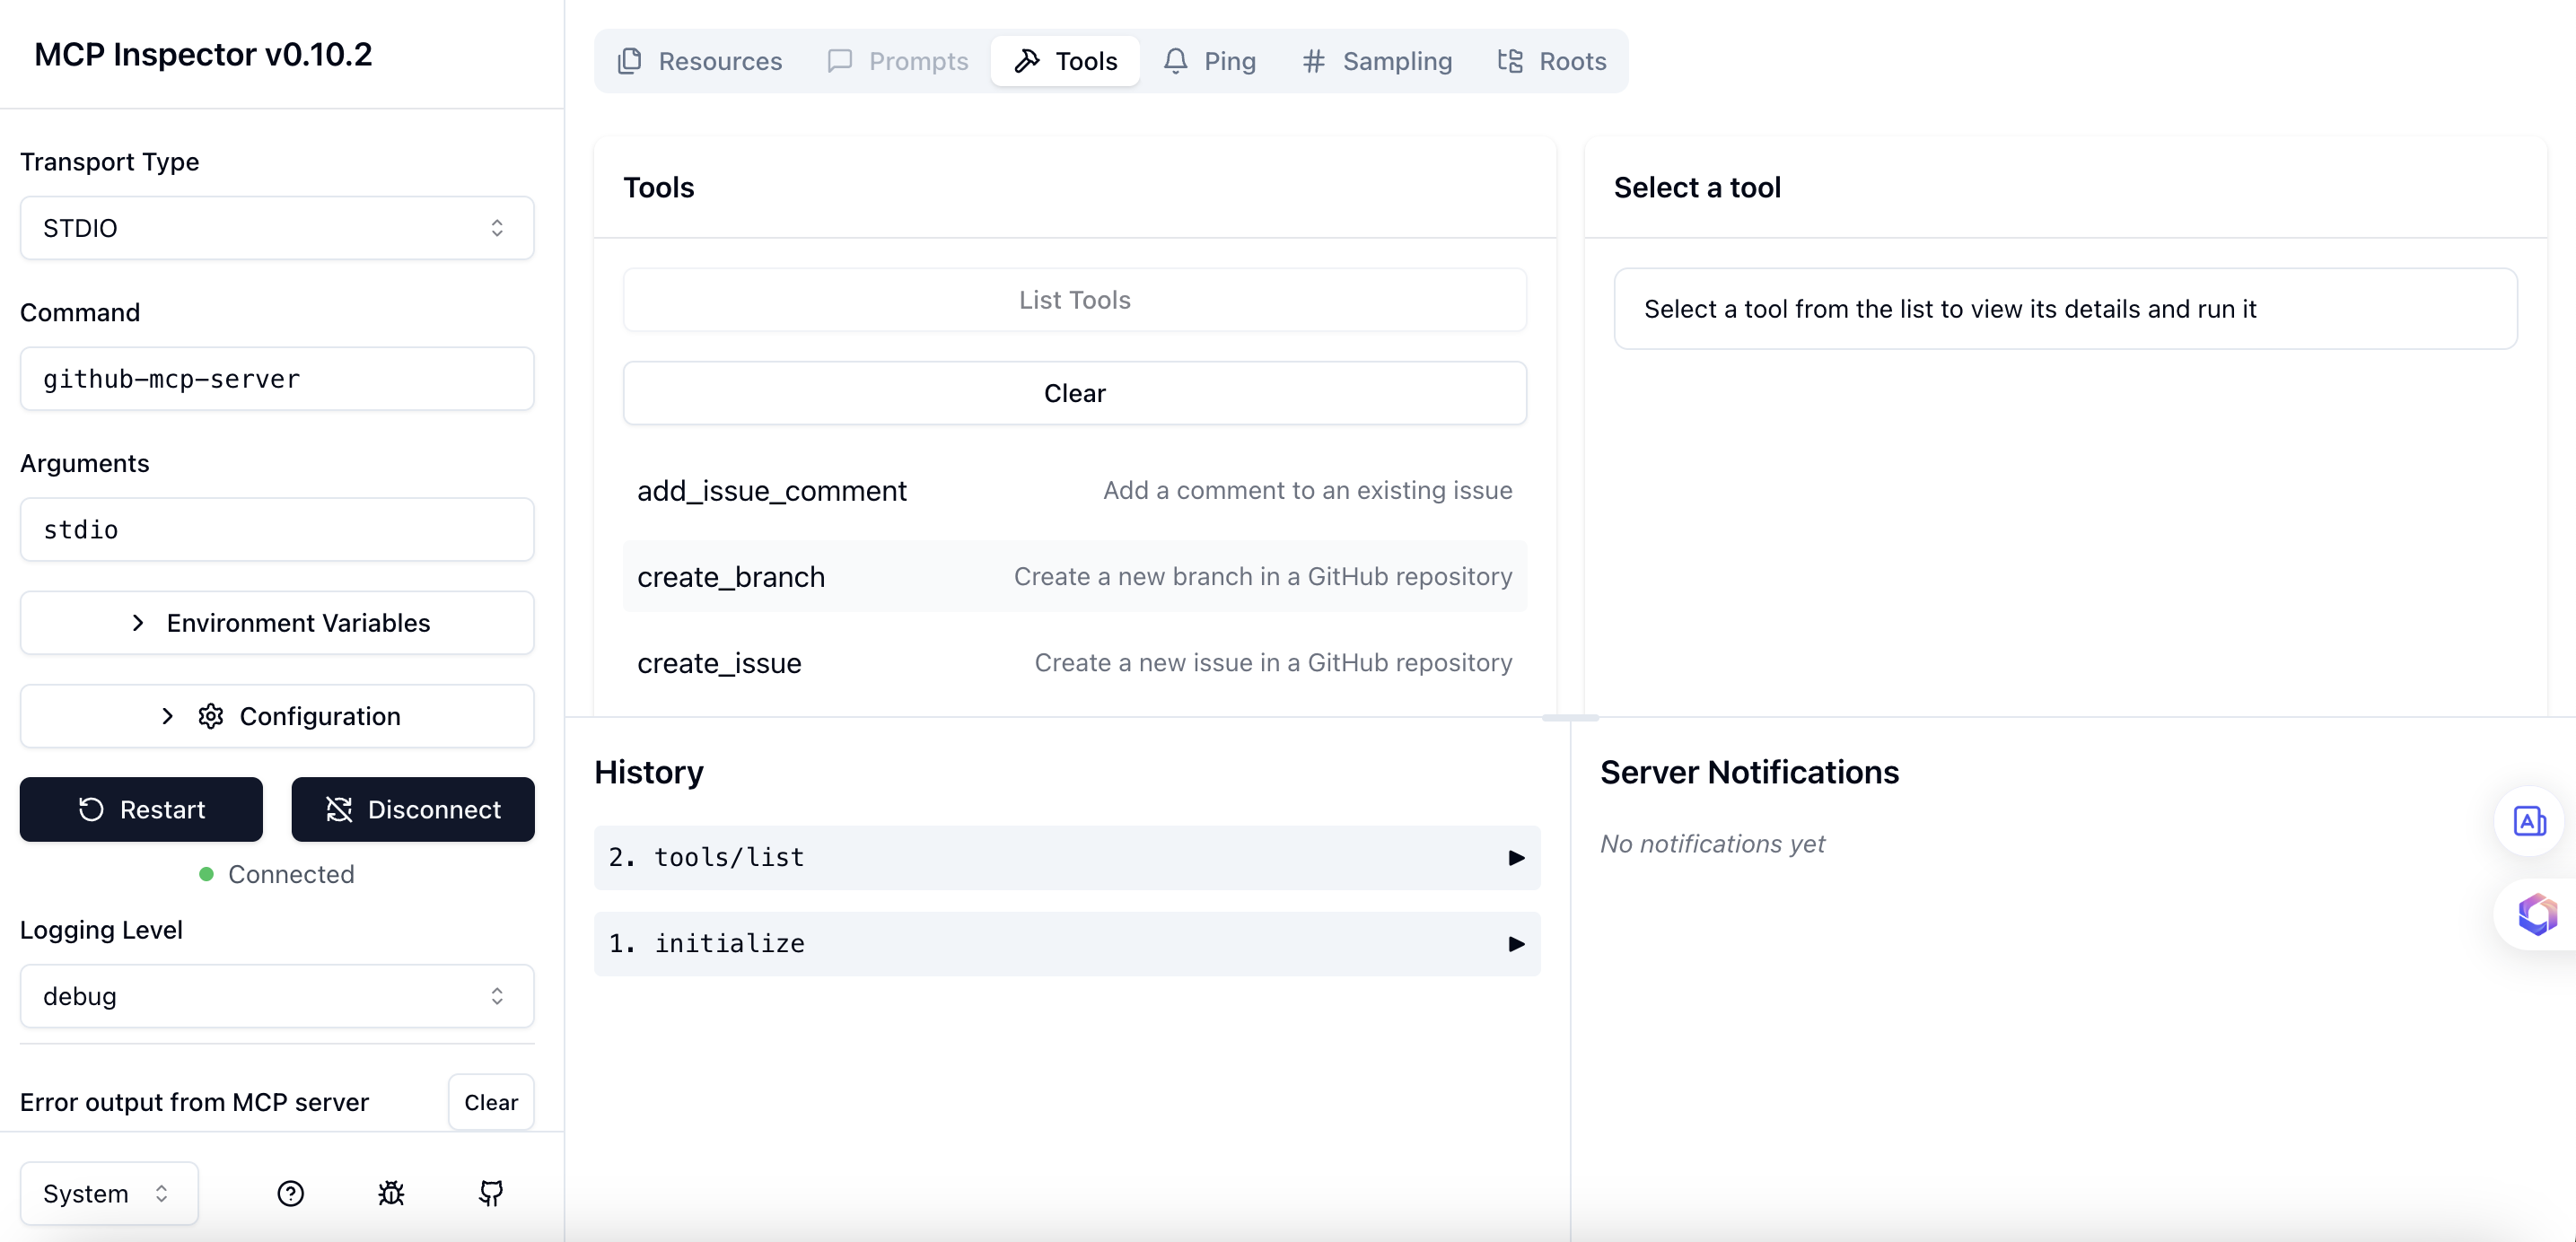 MCP Inspector v0.10.2
Transport Type
STDIO
Command
github-mcp-server
Arguments
stdio
Environment Variables
Configuration
Restart
Disconnect
Connected
Logging Level
debug
Error output from MCP server
Clear
System
Resources
Prompts
Tools
Ping
Sampling
Roots
Tools
List Tools
Clear
add_issue_comment Add a comment to an existing issue
create_branch Create a new branch in a GitHub repository
create_issue Create a new issue in a GitHub repository
Select a tool
Select a tool from the list to view its details and run it
History
2. tools/list
1. initialize
Server Notifications
No notifications yet
A